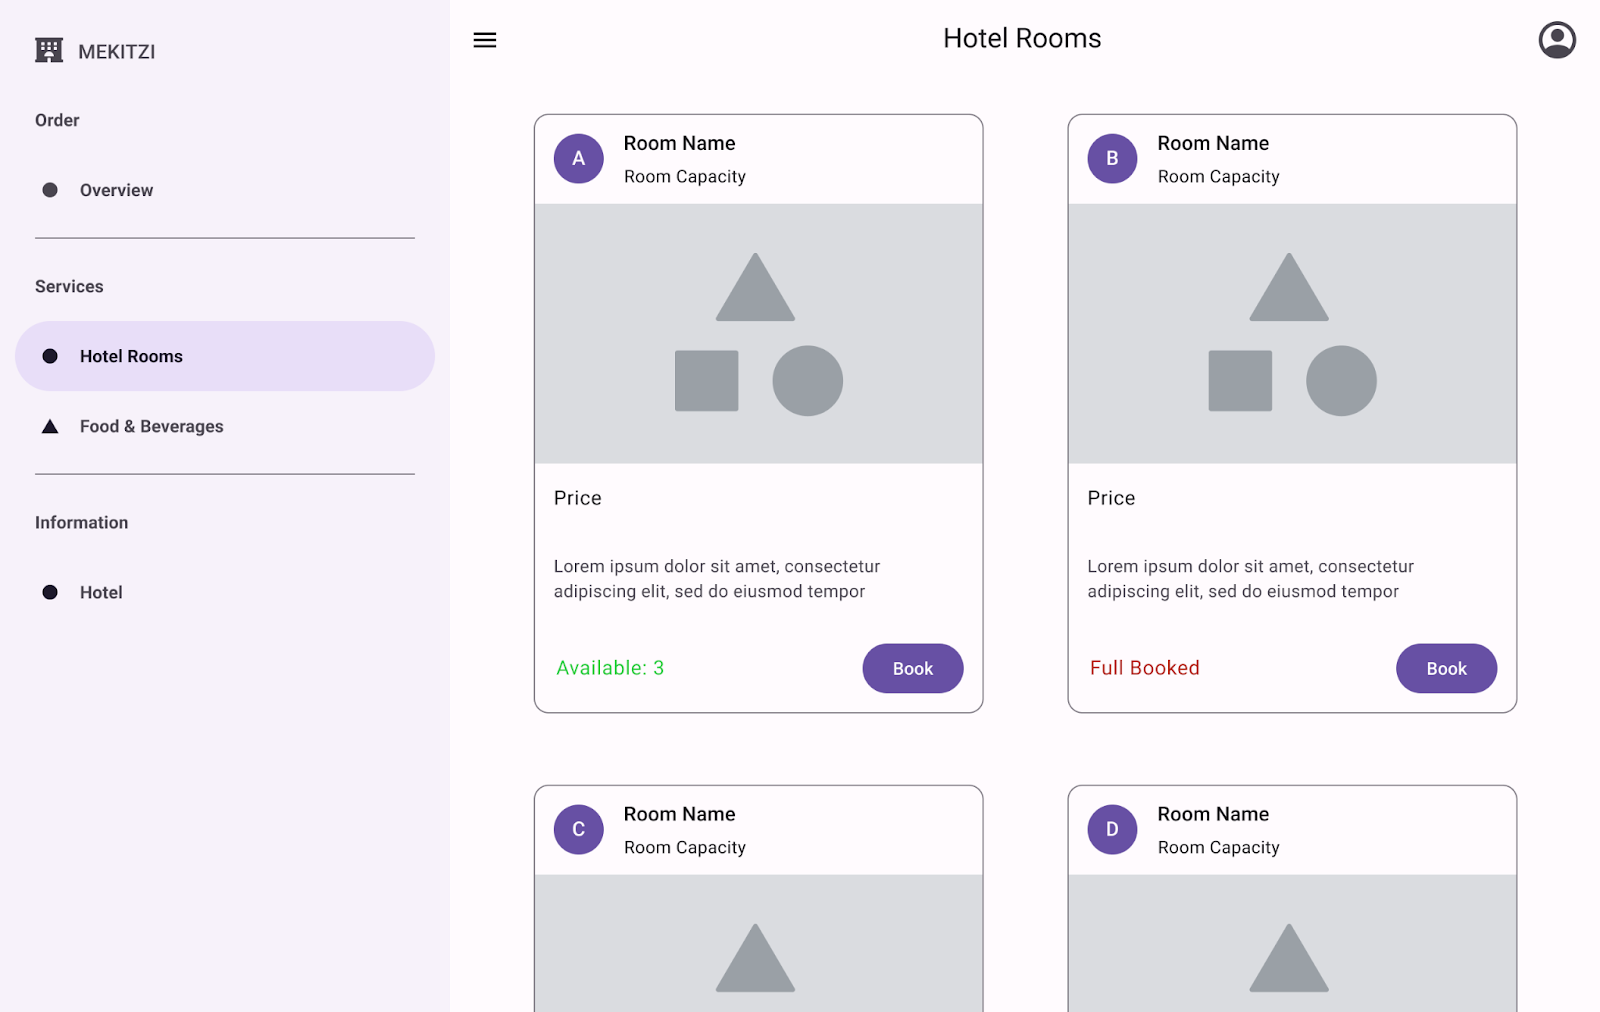 MEKITZI
Order
Overview
Services
Hotel Rooms
Food & Beverages
Information
Hotel
Hotel Rooms
A
Room Name
Room Capacity
Price
Lorem ipsum dolor sit amet, consectetur
adipiscing elit, sed do eiusmod tempor
Available: 3
Book
B
Room Name
Room Capacity
Price
Lorem ipsum dolor sit amet, consectetur
adipiscing elit, sed do eiusmod tempor
Full Booked
Book
C
Room Name
Room Capacity
D
Room Name
Room Capacity